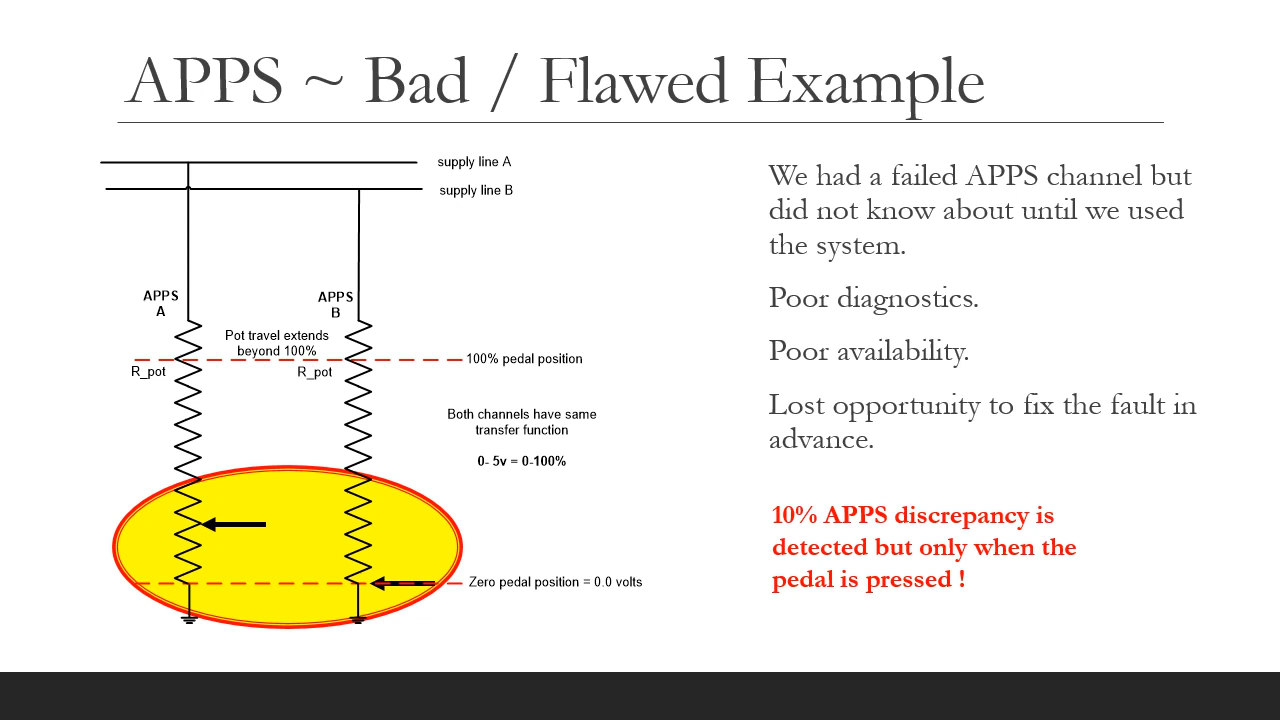 APPS ~ Bad / Flawed Example
supply line A
supply line B
APPS
A
APPS
B
Pot travel extends
beyond 100%
100% pedal position
R_pot
R_pot
Both channels have same
transfer function
0- 5v = 0-100%
Zero pedal position = 0.0 volts
We had a failed APPS channel but
did not know about until we used
the system.
Poor diagnostics.
Poor availability.
Lost opportunity to fix the fault in
advance.
10% APPS discrepancy is
detected but only when the
pedal is pressed !